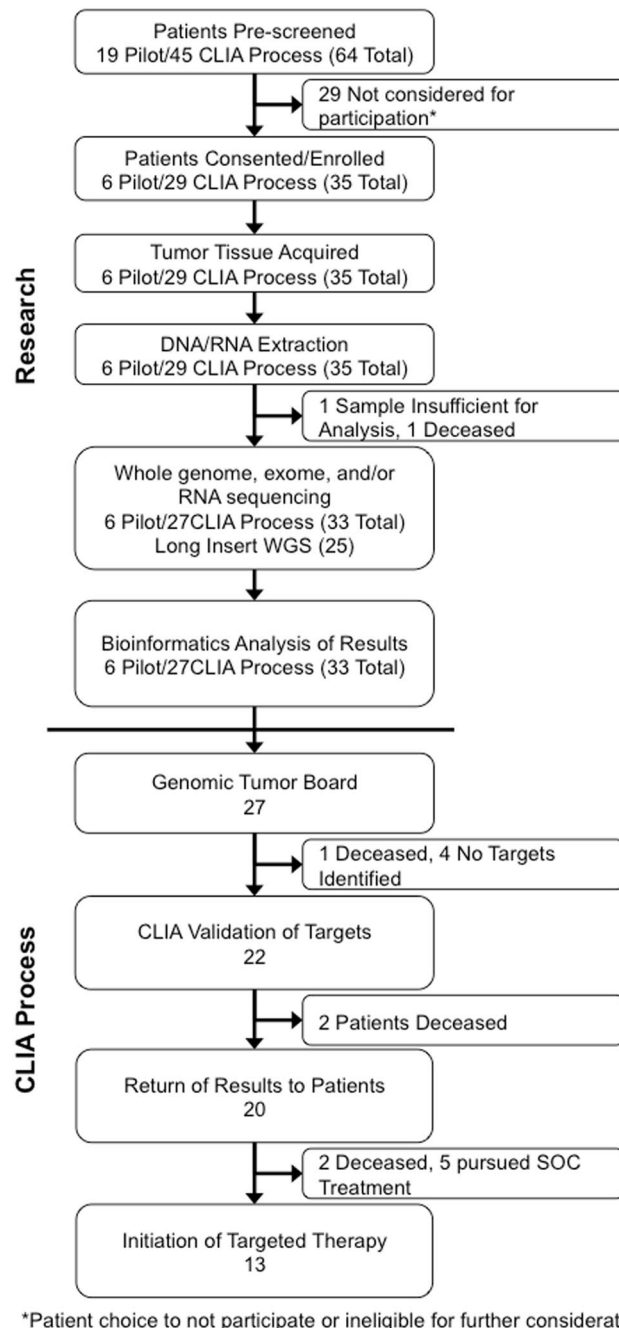 Patients Pre-screened
19 Pilot/45 CLIA Process (64 Total)
29 Not considered for
participation*
Patients Consented/Enrolled
6 Pilot/29 CLIA Process (35 Total)
Tumor Tissue Acquired
6 Pilot/29 CLIA Process (35 Total)
DNA/RNA Extraction
6 Pilot/29 CLIA Process (35 Total)
1 Sample Insufficient for
Analysis, 1 Deceased
Whole genome, exome, and/or
RNA sequencing
6 Pilot/27CLIA Process (33 Total)
Long Insert WGS (25)
Bioinformatics Analysis of Results
6 Pilot/27CLIA Process (33 Total)
Research
Genomic Tumor Board
27
1 Deceased, 4 No Targets
Identified
CLIA Validation of Targets
22
2 Patients Deceased
Return of Results to Patients
20
2 Deceased, 5 pursued SOC
Treatment
Initiation of Targeted Therapy
13
CLIA Process
*Patient choice to not participate or ineligible for further considerat